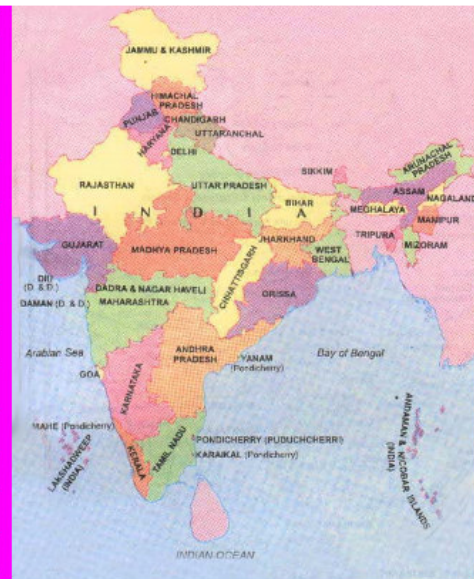 JAMMU & KASHMIR
HIMACHAL
PRADESH
PUNJAB
CHANDIGARH
UTTARANCHAL
HARYANA
DELHI
ARUNACHAL
PRADESH
SIKKIM
RAJASTHAN
UTTAR PRADESH
ASSAM
NAGALAND
BIHAR
MEGHALAYA
I N D I A
MANIPUR
GUJARAT
MADHYA PRADESH
JHARKHAND
TRIPURA
MIZORAM
WEST
BENGAL
DIU
(D. & D.)
DADRA & NAGAR HAVELI
CHHATTISGARH
ORISSA
DAMAN (D. & D.)
MAHARASHTRA
Arabian Sea
ANDHRA
PRADESH
YANAM
(Pondicherry)
Bay of Bengal
GOA
KARNATAKA
MAHE (Pondicherry)
LAKSHADWEEP
(INDIA)
KERALA
TAMIL NADU
PONDICHERRY (PUDUCHCHERRI)
KARAIKAL (Pondicherry)
ANDAMAN & NICOBAR ISLANDS
(INDIA)
INDIAN OCEAN